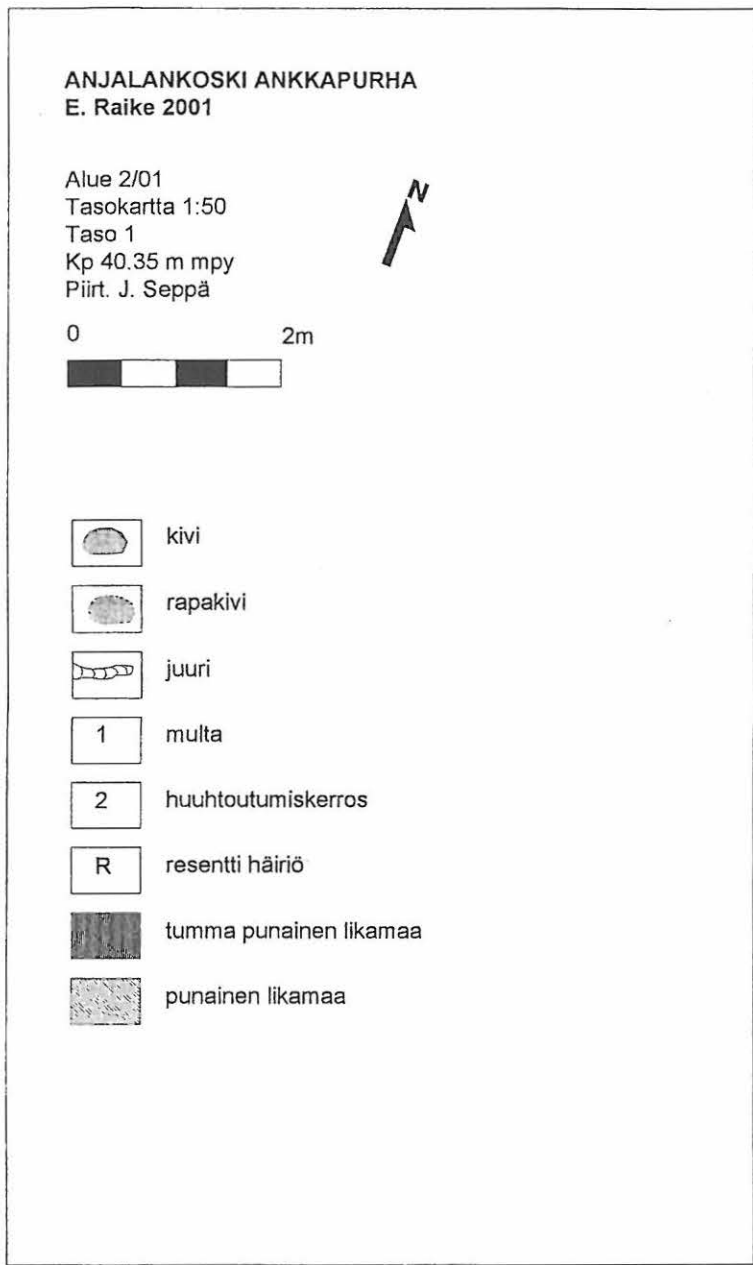 ANJALANKOSKI ANKKAPURHA
E. Raike 2001
Alue 2/01
Tasokartta 1:50
Taso 1
Kp 40.35 m mpy
Piirt. J. Seppä
N
0 2m
kivi
rapakivi
juuri
1 multa
2 huuhtoutumiskerros
R resentti häiriö
tumma punainen likamaa
punainen likamaa